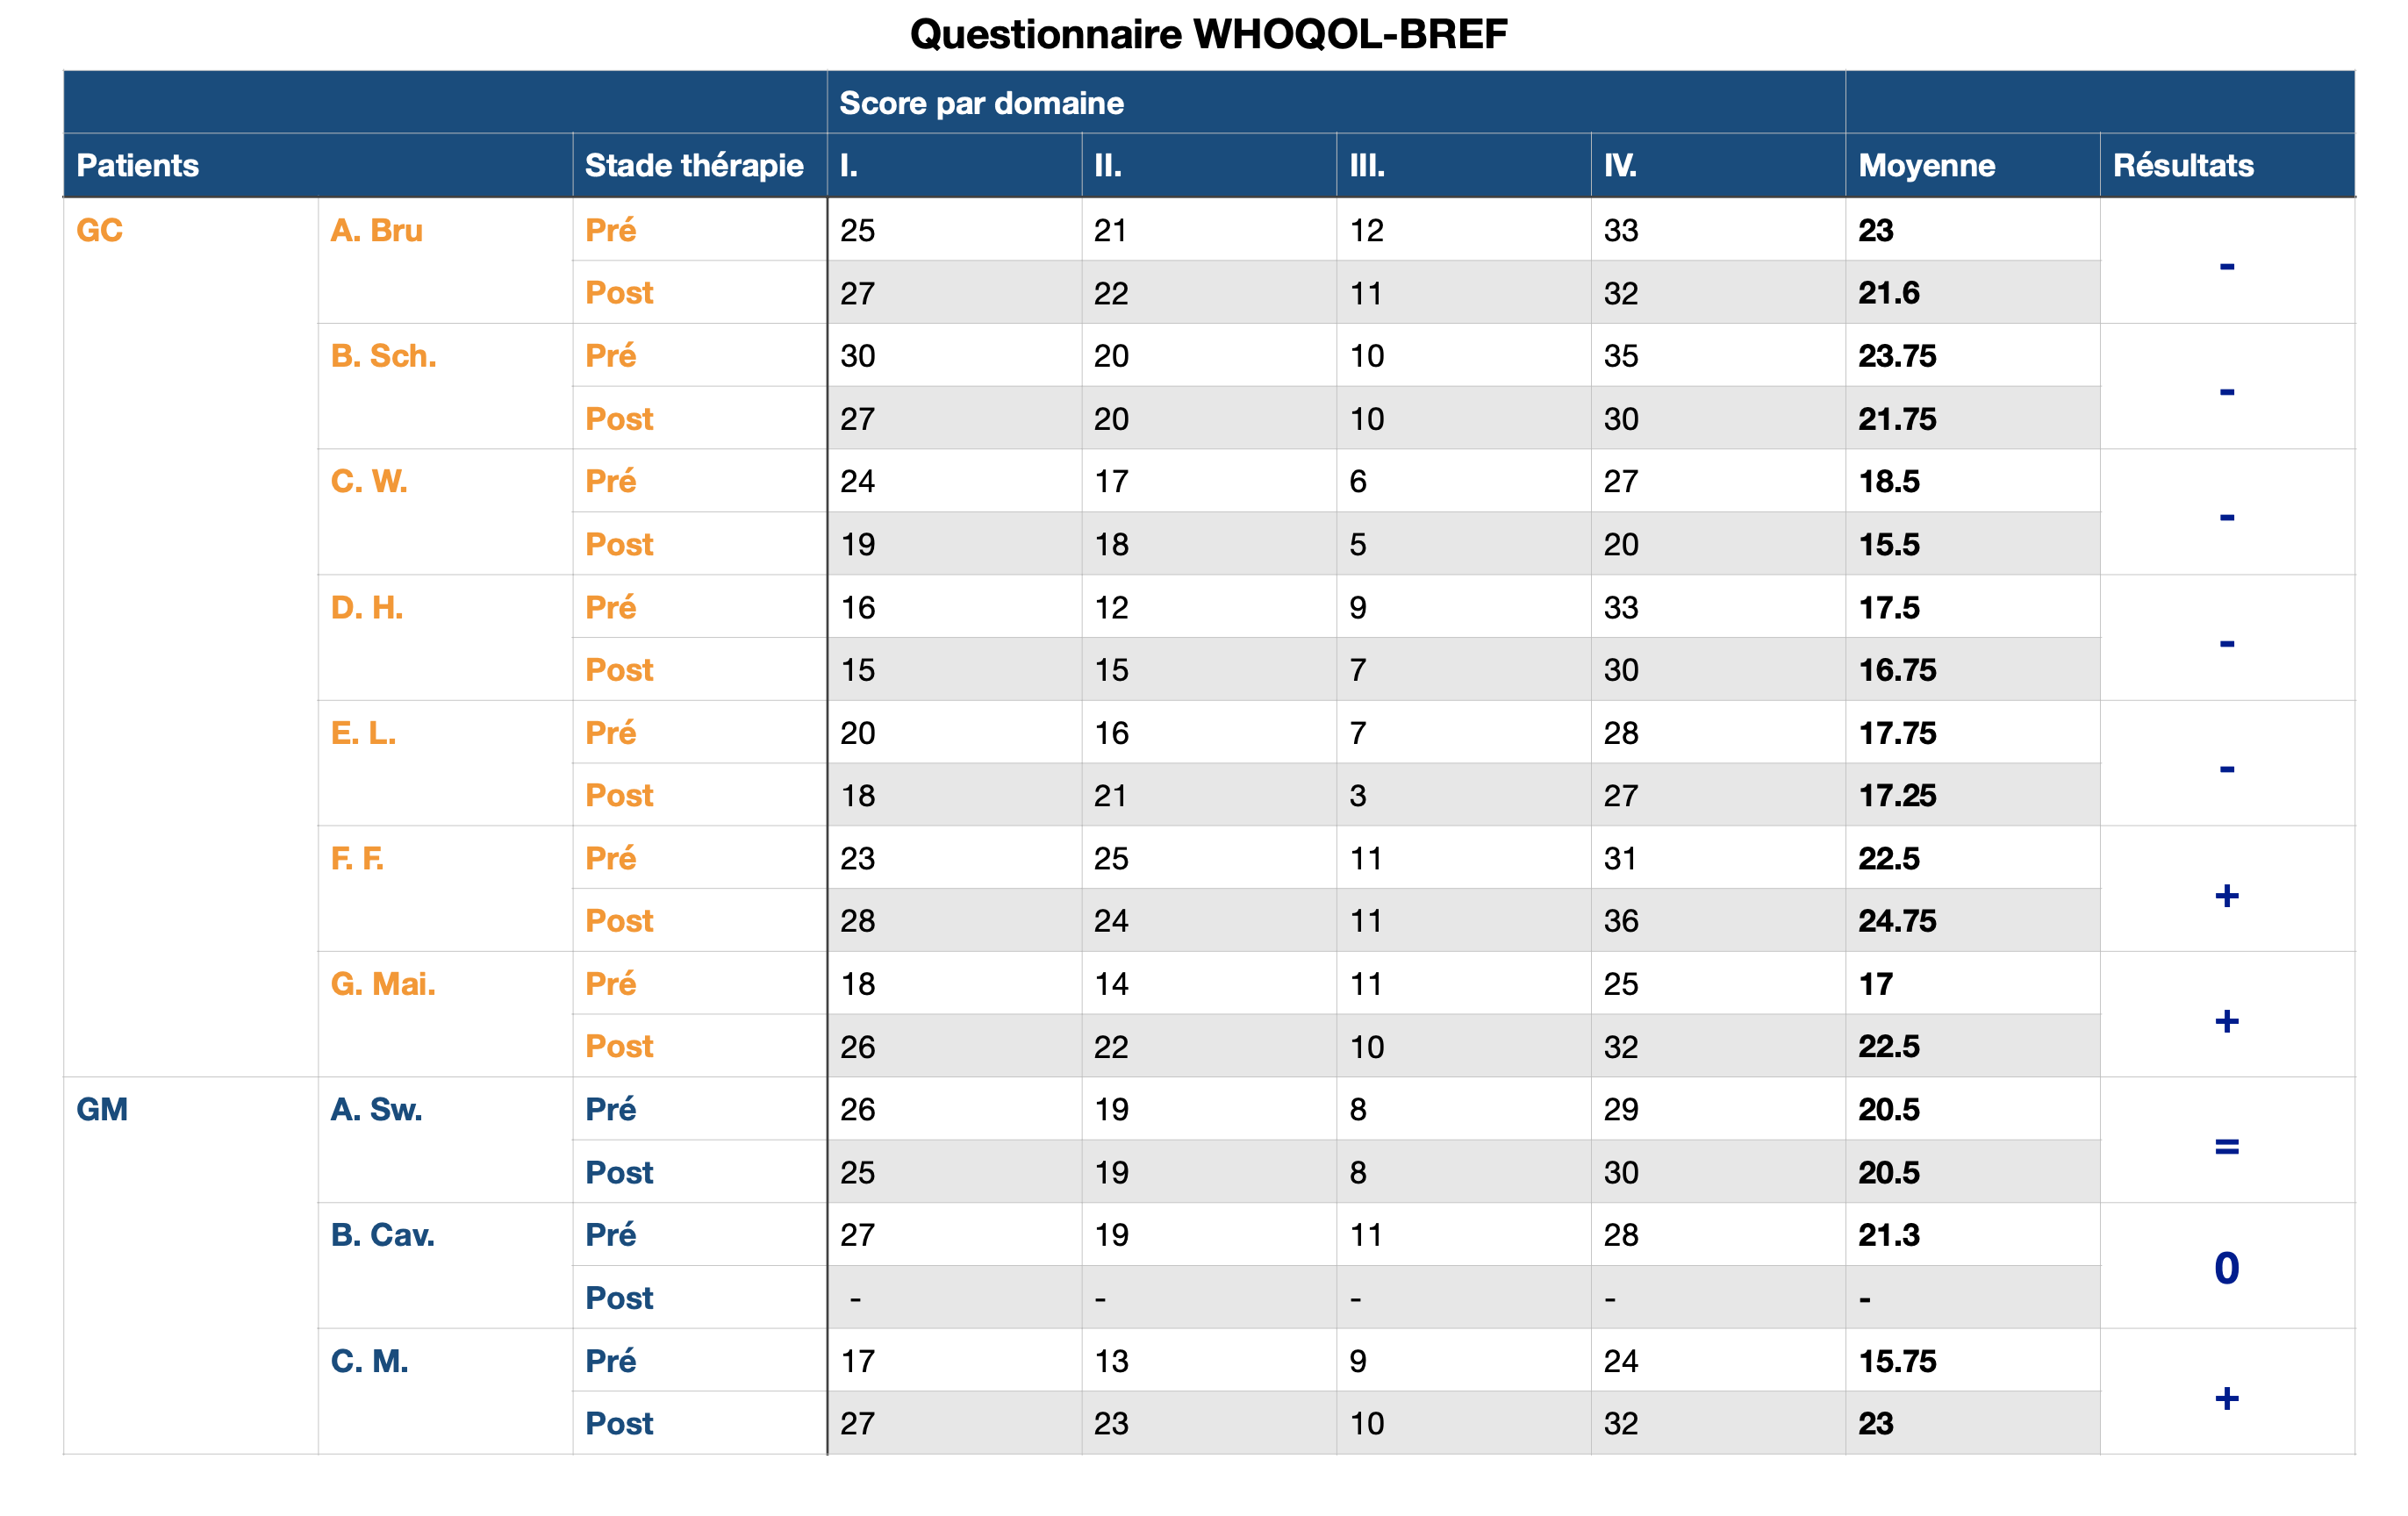 Questionnaire WHOQOL-BREF
Score par domaine
Patients Stade thérapie I. II. III. IV. Moyenne Résultats
GC A. Bru Pré 25 21 12 33 23 -
Post 27 22 11 32 21.6
B. Sch. Pré 30 20 10 35 23.75 -
Post 27 20 10 30 21.75
C. W. Pré 24 17 6 27 18.5 -
Post 19 18 5 20 15.5
D. H. Pré 16 12 9 33 17.5 -
Post 15 15 7 30 16.75
E. L. Pré 20 16 7 28 17.75 -
Post 18 21 3 27 17.25
F. F. Pré 23 25 11 31 22.5 +
Post 28 24 11 36 24.75
G. Mai. Pré 18 14 11 25 17 +
Post 26 22 10 32 22.5
GM A. Sw. Pré 26 19 8 29 20.5 =
Post 25 19 8 30 20.5
B. Cav. Pré 27 19 11 28 21.3 0
Post - - - - -
C. M. Pré 17 13 9 24 15.75 +
Post 27 23 10 32 23